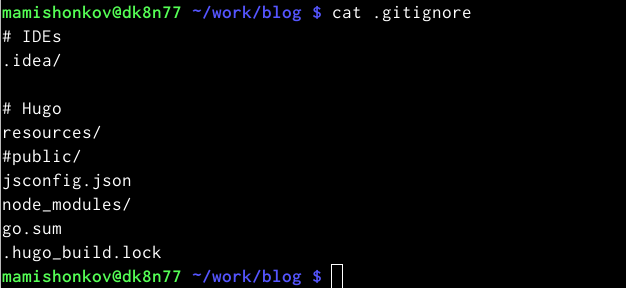 mamishonkov@dk8n77 ~/work/blog $ cat .gitignore
# IDEs
.idea/

# Hugo
resources/
#public/
jsconfig.json
node_modules/
go.sum
.hugo_build.lock
mamishonkov@dk8n77 ~/work/blog $